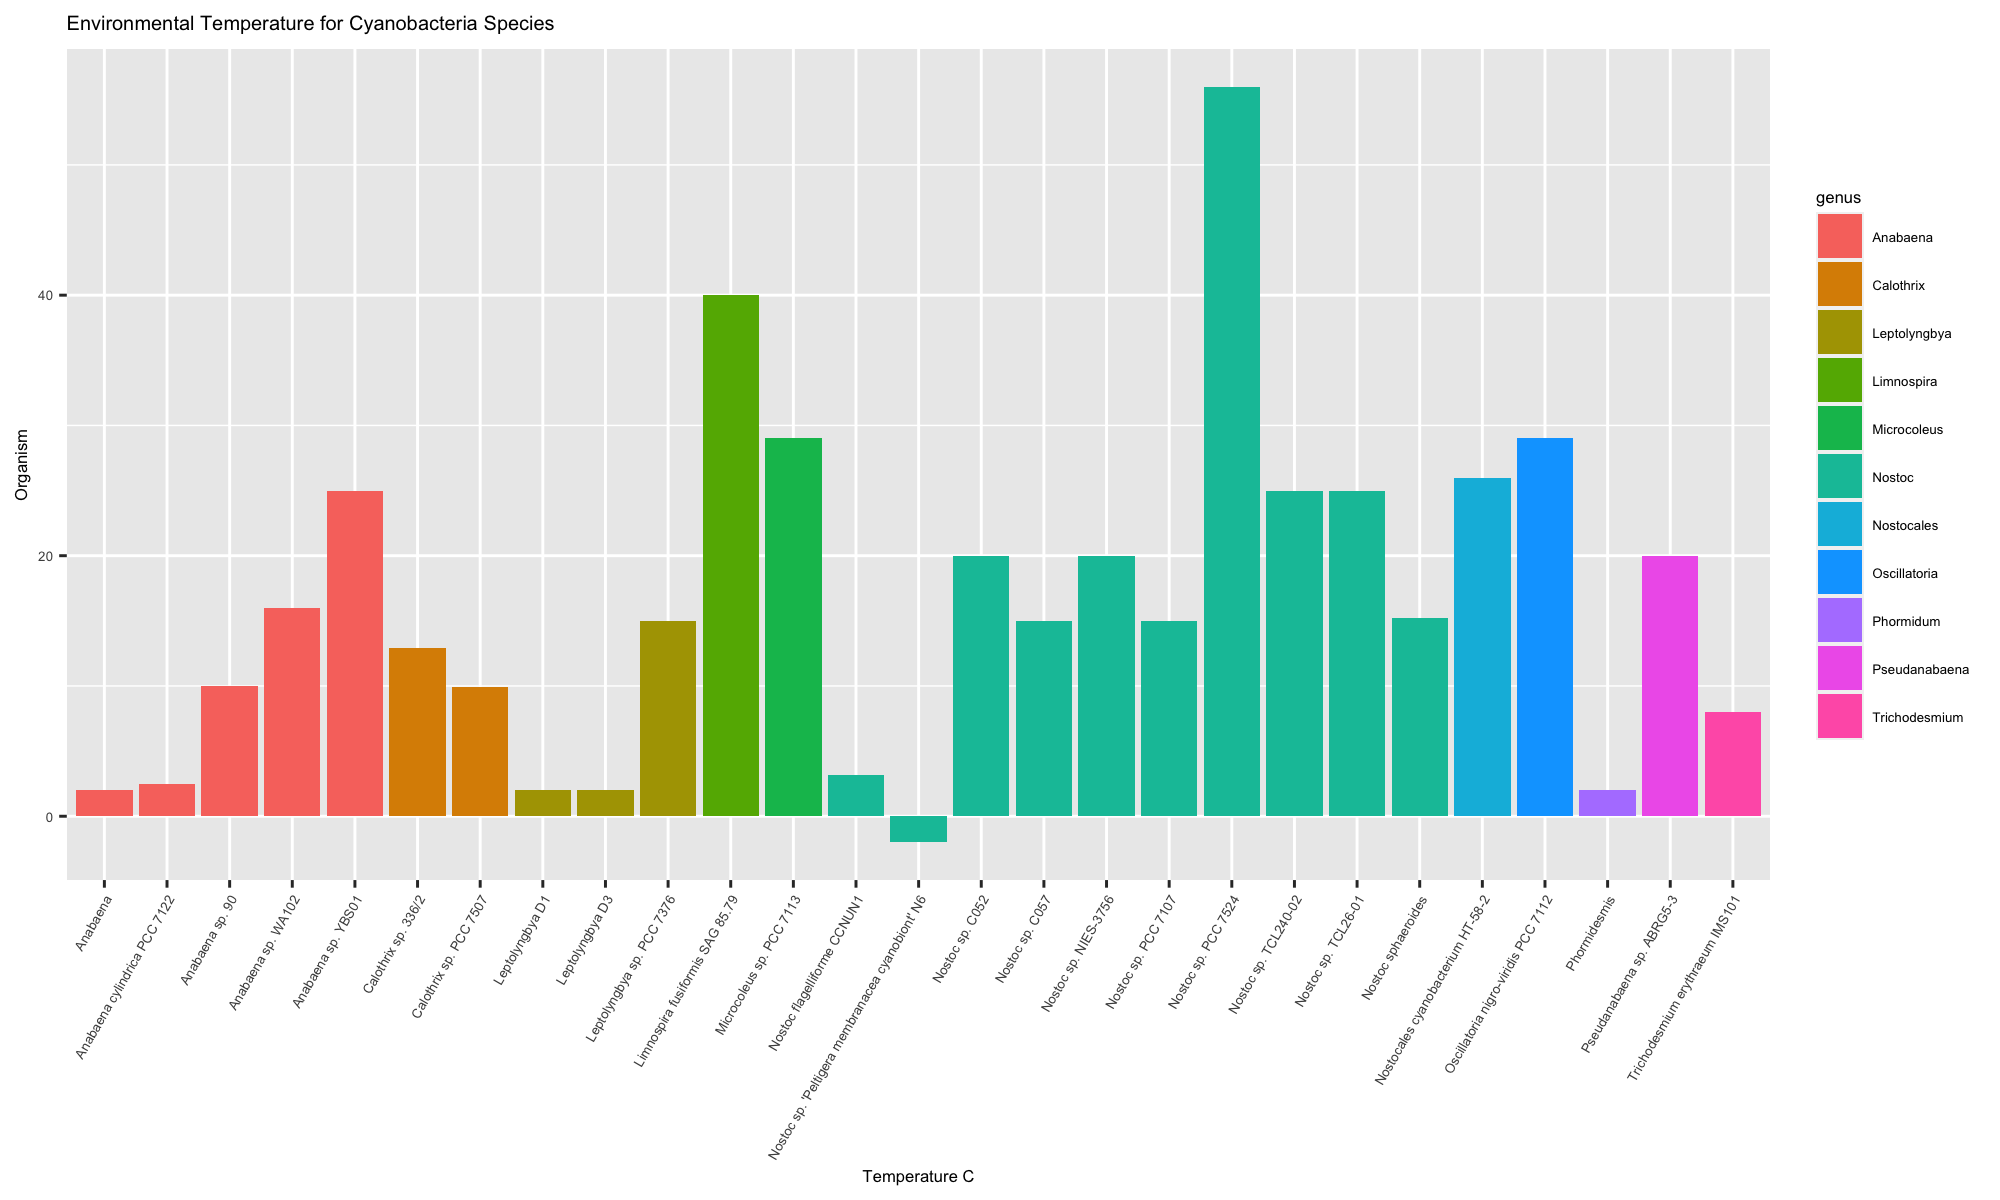 Environmental Temperature for Cyanobacteria Species
Organism
40
20
0
Anabaena
Anabaena cylindrica PCC 7122
Anabaena sp. 90
Anabaena sp. WA102
Anabaena sp. YBS01
Calothrix sp. 336/2
Calothrix sp. PCC 7507
Leptolyngbya D1
Leptolyngbya D3
Leptolyngbya sp. PCC 7376
Limnospira fusiformis SAG 85.79
Microcoleus sp. PCC 7113
Nostoc flagelliforme CCNUN1
Nostoc sp. 'Peltigera membranacea cyanobiont' N6
Nostoc sp. C052
Nostoc sp. C057
Nostoc sp. NIES-3756
Nostoc sp. PCC 7107
Nostoc sp. PCC 7524
Nostoc sp. TCL240-02
Nostoc sp. TCL26-01
Nostoc sphaeroides
Nostocales cyanobacterium HT-58-2
Oscillatoria nigro-viridis PCC 7112
Phormidesmis
Pseudanabaena sp. ABRG5-3
Trichodesmium erythraeum IMS101
Temperature C
genus
Anabaena
Calothrix
Leptolyngbya
Limnospira
Microcoleus
Nostoc
Nostocales
Oscillatoria
Phormidum
Pseudanabaena
Trichodesmium